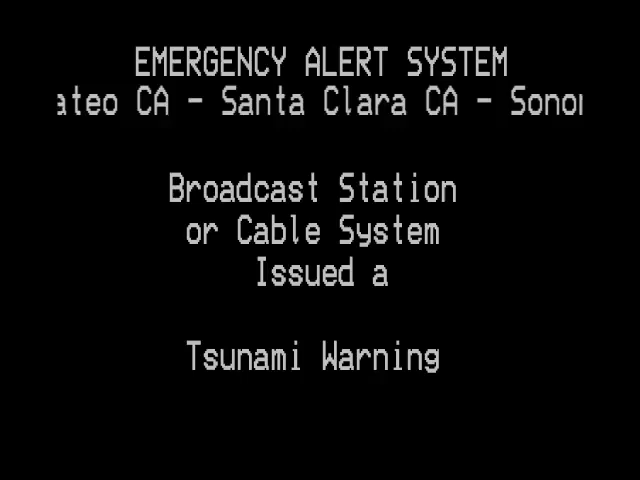 EMERGENCY ALERT SYSTEM
ateo CA - Santa Clara CA - Sono
Broadcast Station
or Cable System
Issued a
Tsunami Warning